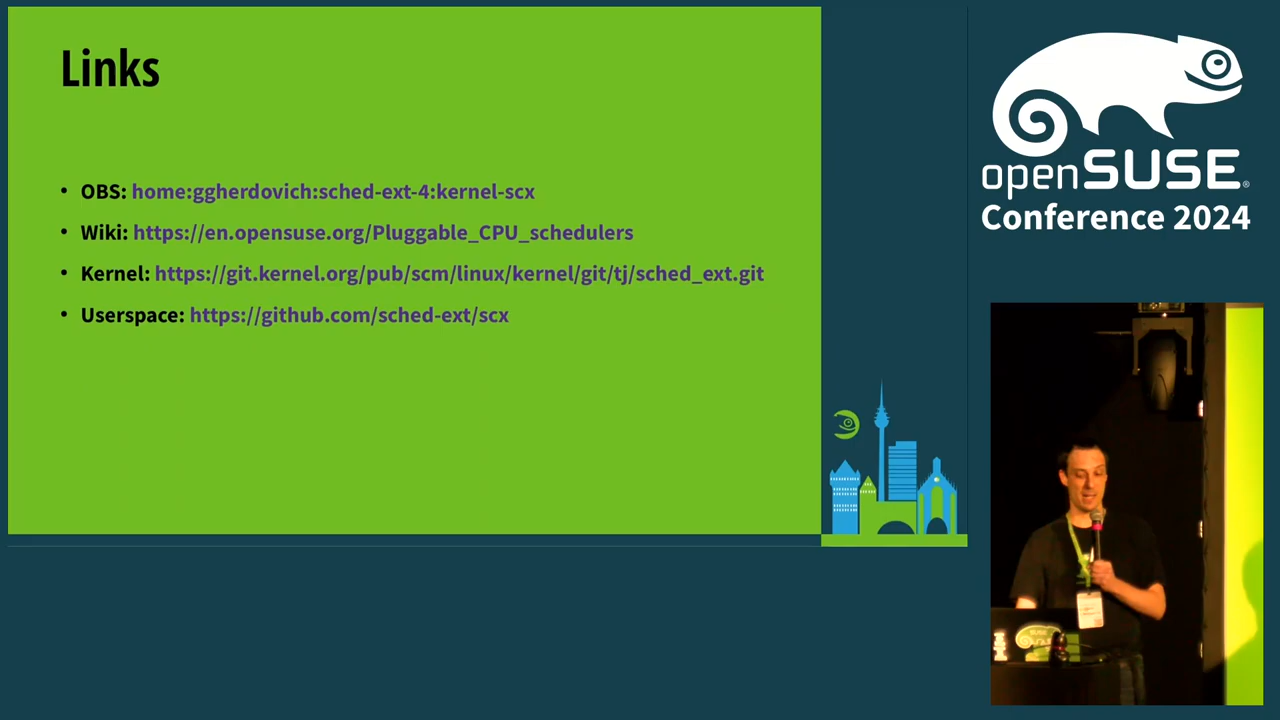 Links
• OBS: home:ggherdovich:sched-ext-4:kernel-scx
• Wiki: https://en.opensuse.org/Pluggable_CPU_schedulers
• Kernel: https://git.kernel.org/pub/scm/linux/kernel/git/tj/sched_ext.git
• Userspace: https://github.com/sched-ext/scx
openSUSE®
Conference 2024